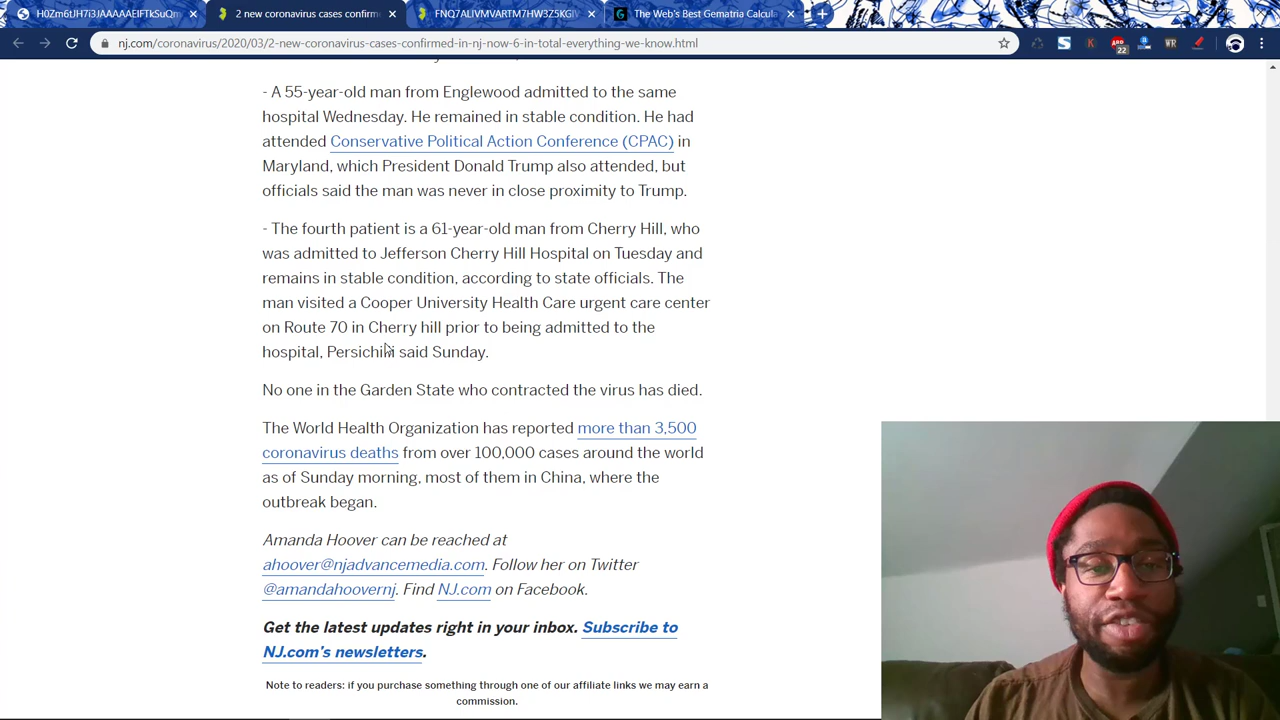 H0Zm6tJH7i3JAAAAAEIFTkSuQm
2 new coronavirus cases confirm
FNQ7ALIVMVARTM7HW3Z5KGIV
The Web's Best Gematria Calcula
nj.com/coronavirus/2020/03/2-new-coronavirus-cases-confirmed-in-nj-now-6-in-total-everything-we-know.html
22
WR
- A 55-year-old man from Englewood admitted to the same
hospital Wednesday. He remained in stable condition. He had
attended Conservative Political Action Conference (CPAC) in
Maryland, which President Donald Trump also attended, but
officials said the man was never in close proximity to Trump.
- The fourth patient is a 61-year-old man from Cherry Hill, who
was admitted to Jefferson Cherry Hill Hospital on Tuesday and
remains in stable condition, according to state officials. The
man visited a Cooper University Health Care urgent care center
on Route 70 in Cherry hill prior to being admitted to the
hospital, Persichilli said Sunday.
No one in the Garden State who contracted the virus has died.
The World Health Organization has reported more than 3,500
coronavirus deaths from over 100,000 cases around the world
as of Sunday morning, most of them in China, where the
outbreak began.
Amanda Hoover can be reached at
ahoover@njadvancemedia.com. Follow her on Twitter
@amandahoovernj. Find NJ.com on Facebook.
Get the latest updates right in your inbox. Subscribe to
NJ.com's newsletters.
Note to readers: if you purchase something through one of our affiliate links we may earn a
commission.